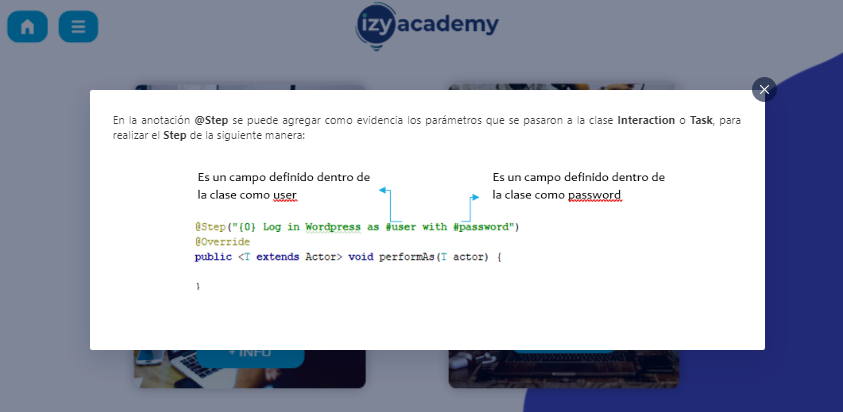 izyacademy
En la anotación @Step se puede agregar como evidencia los parámetros que se pasaron a la clase Interaction o Task, para
realizar el Step de la siguiente manera:
Es un campo definido dentro de
la clase como user
Es un campo definido dentro de
la clase como password
@Step("{0} Log in Wordpress as #user with #password")
@Override
public <T extends Actor> void performAs(T actor) {
}
+ INFO